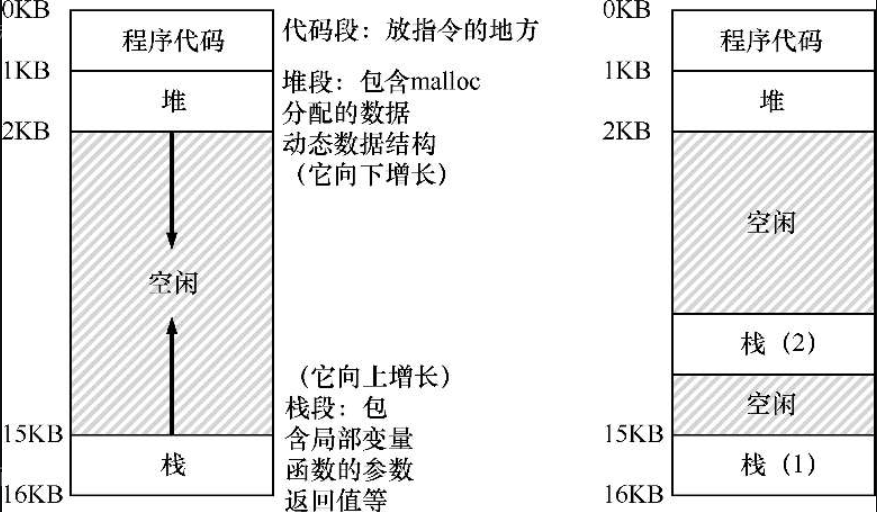 0KB
程序代码
代码段：放指令的地方
1KB
堆
堆段：包含malloc
分配的数据
动态数据结构
（它向下增长）
2KB
空闲
（它向上增长）
栈段：包
含局部变量
函数的参数
返回值等
15KB
栈
16KB
0KB
程序代码
1KB
堆
2KB
空闲
栈（2）
空闲
15KB
栈（1）
16KB